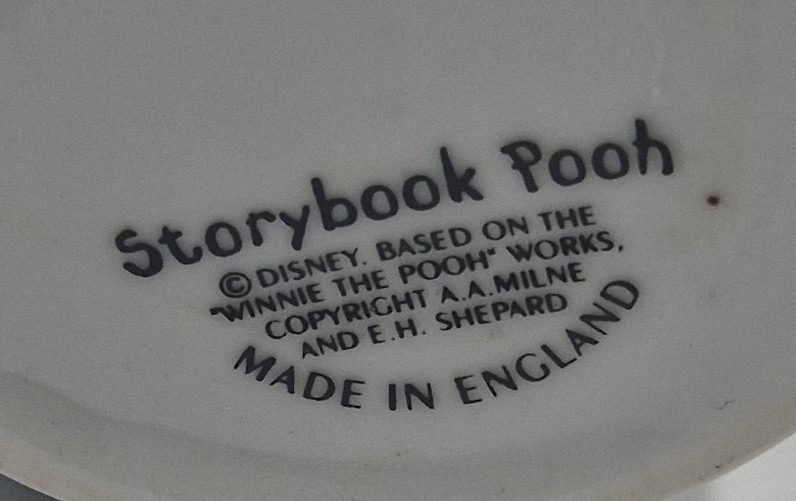 Storybook Pooh
© DISNEY. BASED ON THE
"WINNIE THE POOH" WORKS,
COPYRIGHT A.A.MILNE
AND E.H. SHEPARD
MADE IN ENGLAND